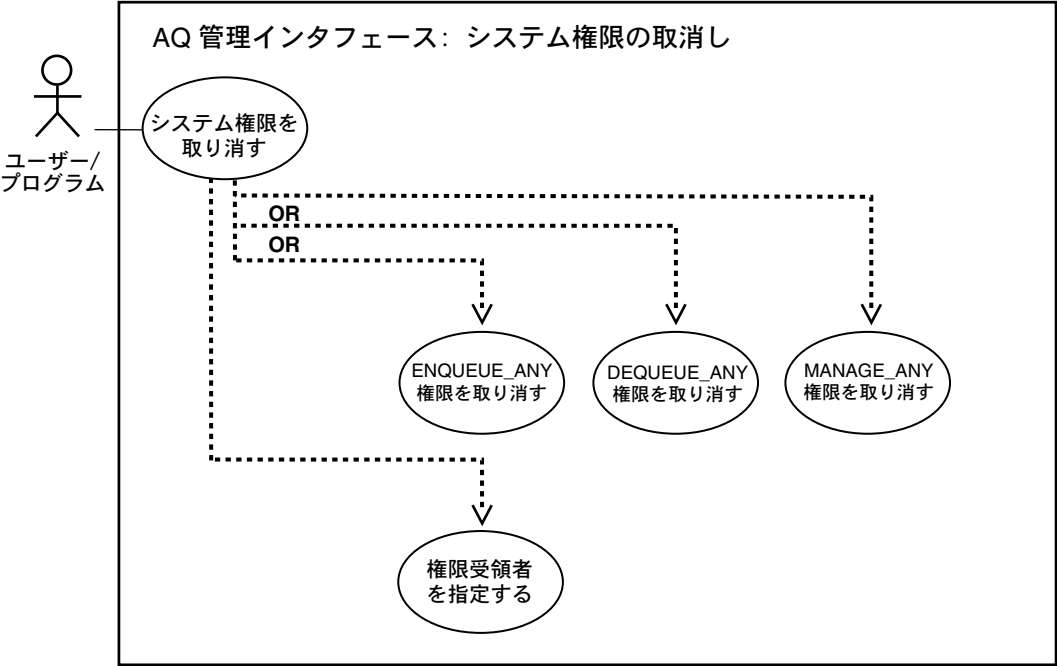 AQ 管理インタフェース: システム権限の取消し
システム権限を
取り消す
ユーザー/
プログラム
OR
OR
ENQUEUE_ANY
権限を取り消す
DEQUEUE_ANY
権限を取り消す
MANAGE_ANY
権限を取り消す
権限受領者
を指定する